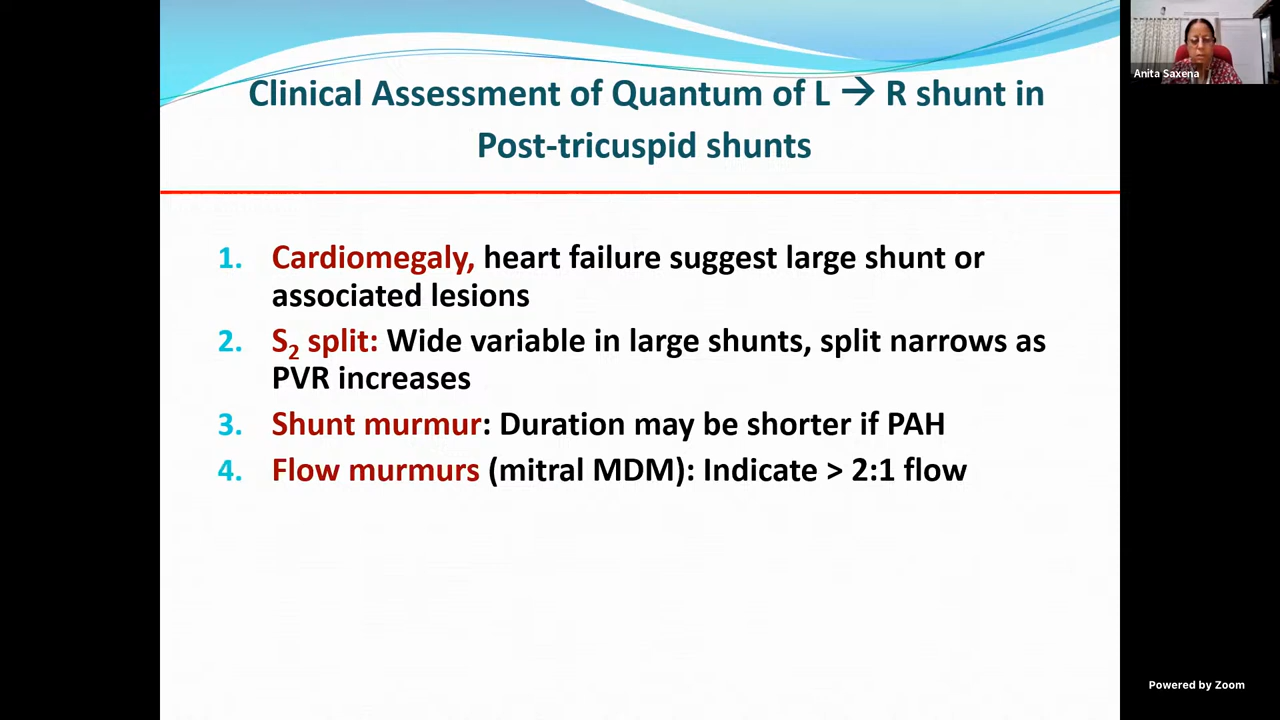 Clinical Assessment of Quantum of L → R shunt in
Post-tricuspid shunts
1. Cardiomegaly, heart failure suggest large shunt or
associated lesions
2. S2 split: Wide variable in large shunts, split narrows as
PVR increases
3. Shunt murmur: Duration may be shorter if PAH
4. Flow murmurs (mitral MDM): Indicate > 2:1 flow
Anita Saxena
Powered by Zoom